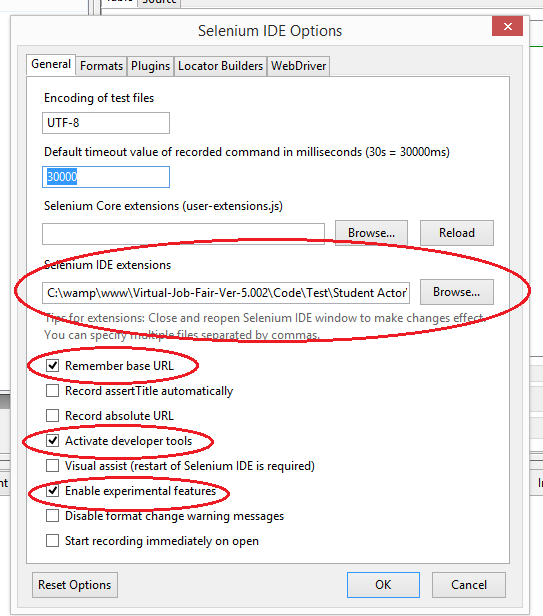 Table Source
Selenium IDE Options
General Formats Plugins Locator Builders WebDriver
Encoding of test files
UTF-8
Default timeout value of recorded command in milliseconds (30s = 30000ms)
30000
Selenium Core extensions (user-extensions.js)
Browse... Reload
Selenium IDE extensions
C:\wamp\www\Virtual-Job-Fair-Ver-5.002\Code\Test\Student Actor\ Browse...
Tips for extensions: Close and reopen Selenium IDE window to make changes effect.
You can specify multiple files separated by commas.
Remember base URL
Record assertTitle automatically
Record absolute URL
Activate developer tools
Visual assist (restart of Selenium IDE is required)
Enable experimental features
Disable format change warning messages
Start recording immediately on open
Reset Options OK Cancel